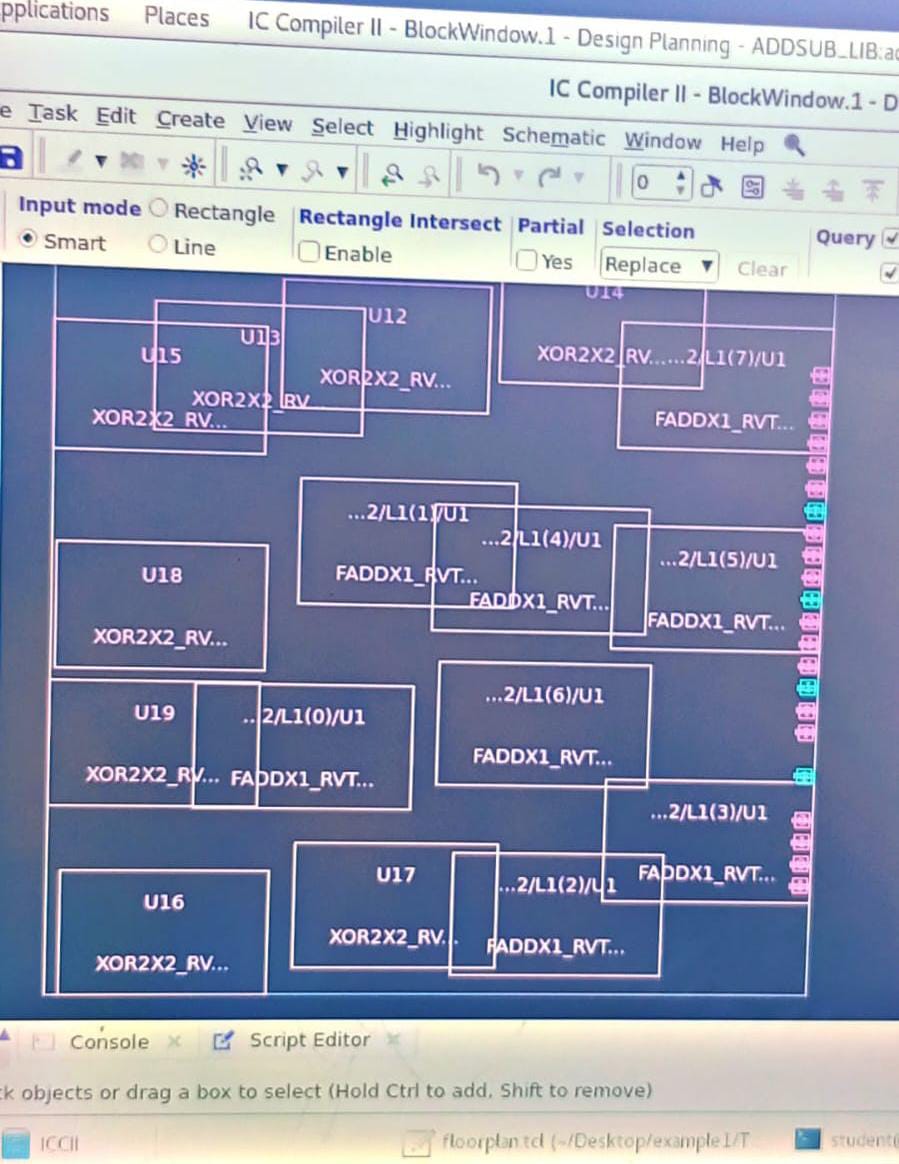 pplications Places IC Compiler II - BlockWindow.1 - Design Planning - ADDSUB_LIB:ad
IC Compiler II - BlockWindow.1 - D
e Task Edit Create View Select Highlight Schematic Window Help
0
Input mode Rectangle Rectangle Intersect Partial Selection Query
Smart Line Enable Yes Replace Clear
U14
U12
U13
U15
XOR2X2_RV...
...2/L1(7)/U1
XOR2X2_RV...
XOR2X2_RV
XOR2X2_RV...
FADDX1_RVT...
...2/L1(1)/U1
...2/L1(4)/U1
...2/L1(5)/U1
U18
FADDX1_RVT...
FADDX1_RVT...
FADDX1_RVT...
XOR2X2_RV...
...2/L1(6)/U1
U19
...2/L1(0)/U1
FADDX1_RVT...
XOR2X2_RV...
FADDX1_RVT...
...2/L1(3)/U1
U17
...2/L1(2)/U1
FADDX1_RVT...
U16
XOR2X2_RV...
FADDX1_RVT...
XOR2X2_RV...
Console Script Editor
ck objects or drag a box to select (Hold Ctrl to add, Shift to remove)
ICCII floorplan.tcl (~/Desktop/example1/T... student(